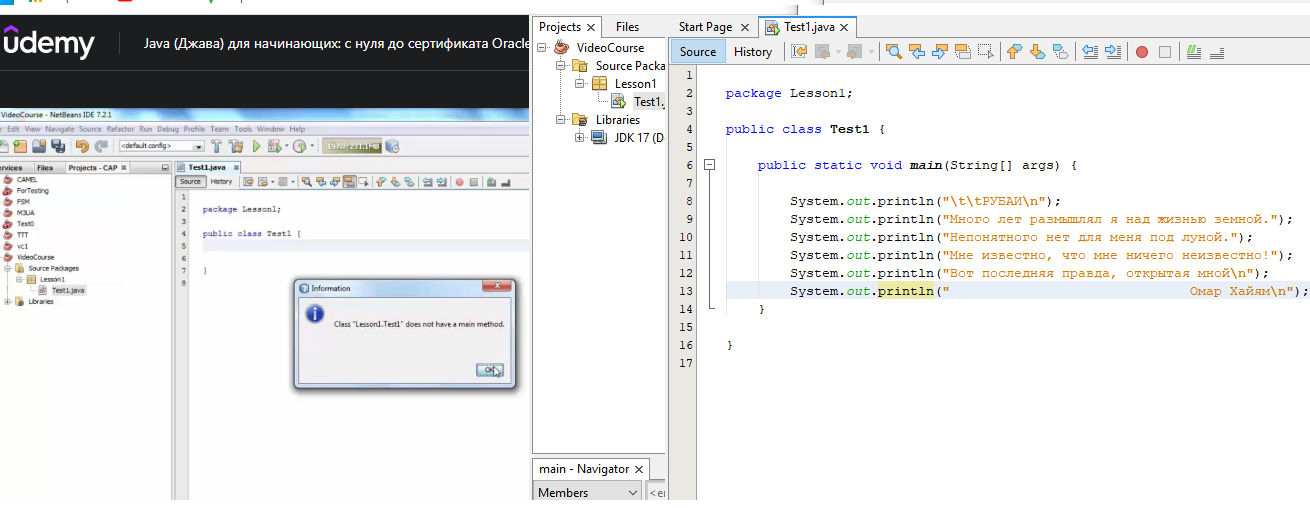 ûdemy
Java (Джава) для начинающих: с нуля до сертификата Oracle
VideoCourse - NetBeans IDE 7.2.1
Edit View Navigate Source Refactor Run Debug Profile Team Tools Window Help
<default config>
Files
Projects - CAP
CAMEL
ForTesting
FSM
M3UA
Test0
TTT
vc1
VideoCourse
Source Packages
Lesson1
Test1.java
Libraries
Test1.java
Source History
1
2 package Lesson1;
3
4 public class Test1 {
5
6
7 }
8
Information
Class "Lesson1.Test1" does not have a main method.
OK
Projects Files
VideoCourse
Source Packa
Lesson1
Test1.
Libraries
JDK 17 (D
main - Navigator
Members
<er
Start Page Test1.java
Source History
1
2 package Lesson1;
3
4 public class Test1 {
5
6 public static void main(String[] args) {
7
8 System.out.println("\t\tРУБАИ\n");
9 System.out.println("Много лет размышлял я над жизнью земной.");
10 System.out.println("Непонятного нет для меня под луной.");
11 System.out.println("Мне известно, что мне ничего неизвестно!");
12 System.out.println("Вот последняя правда, открытая мной\n");
13 System.out.println(" Омар Хайям\n");
14 }
15
16 }
17